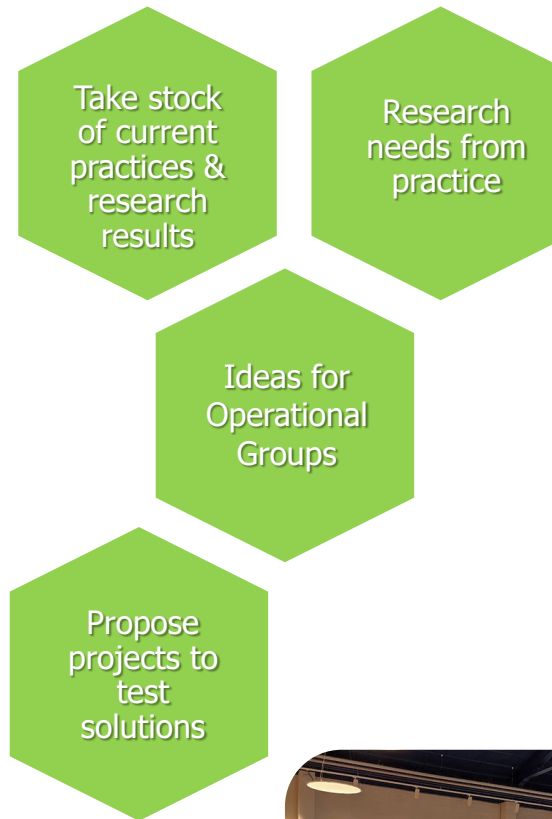 Take stock
of current
practices &
research
results
Research
needs from
practice
Ideas for
Operational
Groups
Propose
projects to
test
solutions